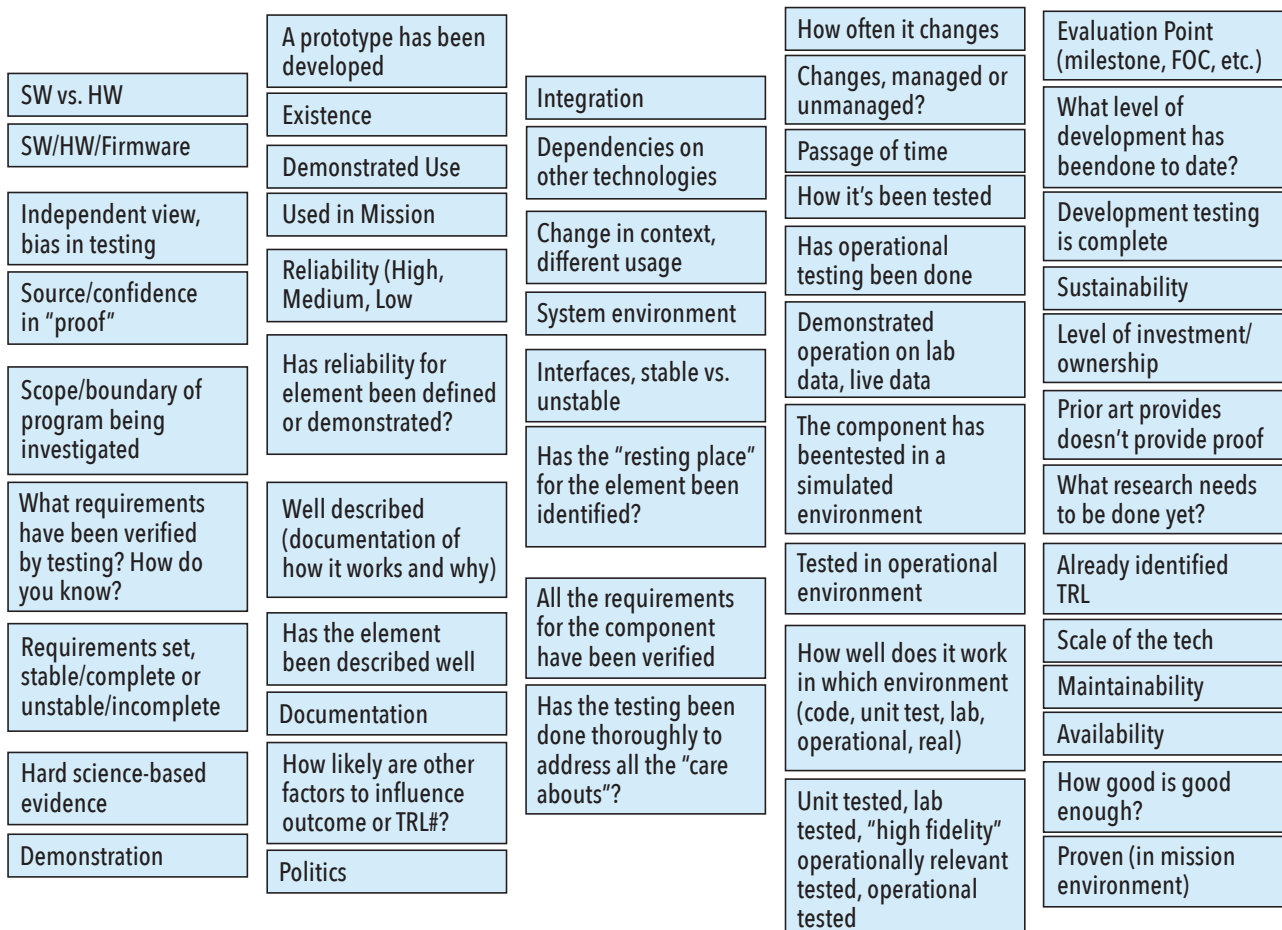 SW vs. HW
SW/HW/Firmware
Independent view,
bias in testing
Source/confidence
in “proof”
Scope/boundary of
program being
investigated
What requirements
have been verified
by testing? How do
you know?
Requirements set,
stable/complete or
unstable/incomplete
Hard science-based
evidence
Demonstration
A prototype has been
developed
Existence
Demonstrated Use
Used in Mission
Reliability (High,
Medium, Low
Has reliability for
element been defined
or demonstrated?
Well described
(documentation of
how it works and why)
Has the element
been described well
Documentation
How likely are other
factors to influence
outcome or TRL#?
Politics
Integration
Dependencies on
other technologies
Change in context,
different usage
System environment
Interfaces, stable vs.
unstable
Has the “resting place”
for the element been
identified?
All the requirements
for the component
have been verified
Has the testing been
done thoroughly to
address all the “care
abouts”?
How often it changes
Changes, managed or
unmanaged?
Passage of time
How it’s been tested
Has operational
testing been done
Demonstrated
operation on lab
data, live data
The component has
beentested in a
simulated
environment
Tested in operational
environment
How well does it work
in which environment
(code, unit test, lab,
operational, real)
Unit tested, lab
tested, “high fidelity”
operationally relevant
tested, operational
tested
Evaluation Point
(milestone, FOC, etc.)
What level of
development has
beendone to date?
Development testing
is complete
Sustainability
Level of investment/
ownership
Prior art provides
doesn’t provide proof
What research needs
to be done yet?
Already identified
TRL
Scale of the tech
Maintainability
Availability
How good is good
enough?
Proven (in mission
environment)